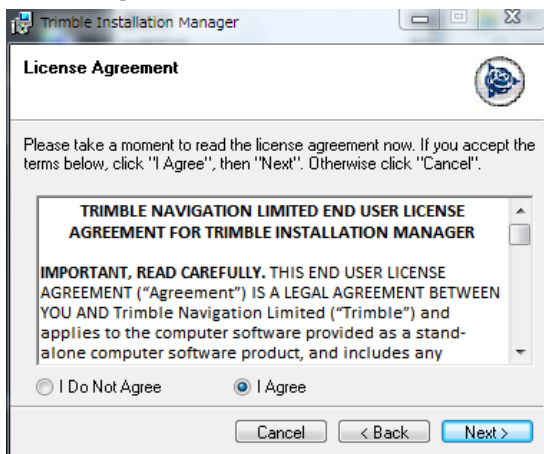 Trimble Installation Manager
License Agreement
Please take a moment to read the license agreement now. If you accept the
terms below, click "I Agree", then "Next". Otherwise click "Cancel".
TRIMBLE NAVIGATION LIMITED END USER LICENSE
AGREEMENT FOR TRIMBLE INSTALLATION MANAGER
IMPORTANT, READ CAREFULLY. THIS END USER LICENSE
AGREEMENT (“Agreement”) IS A LEGAL AGREEMENT BETWEEN
YOU AND Trimble Navigation Limited (“Trimble”) and
applies to the computer software provided as a stand-
alone computer software product, and includes any
I Do Not Agree I Agree
Cancel < Back Next >